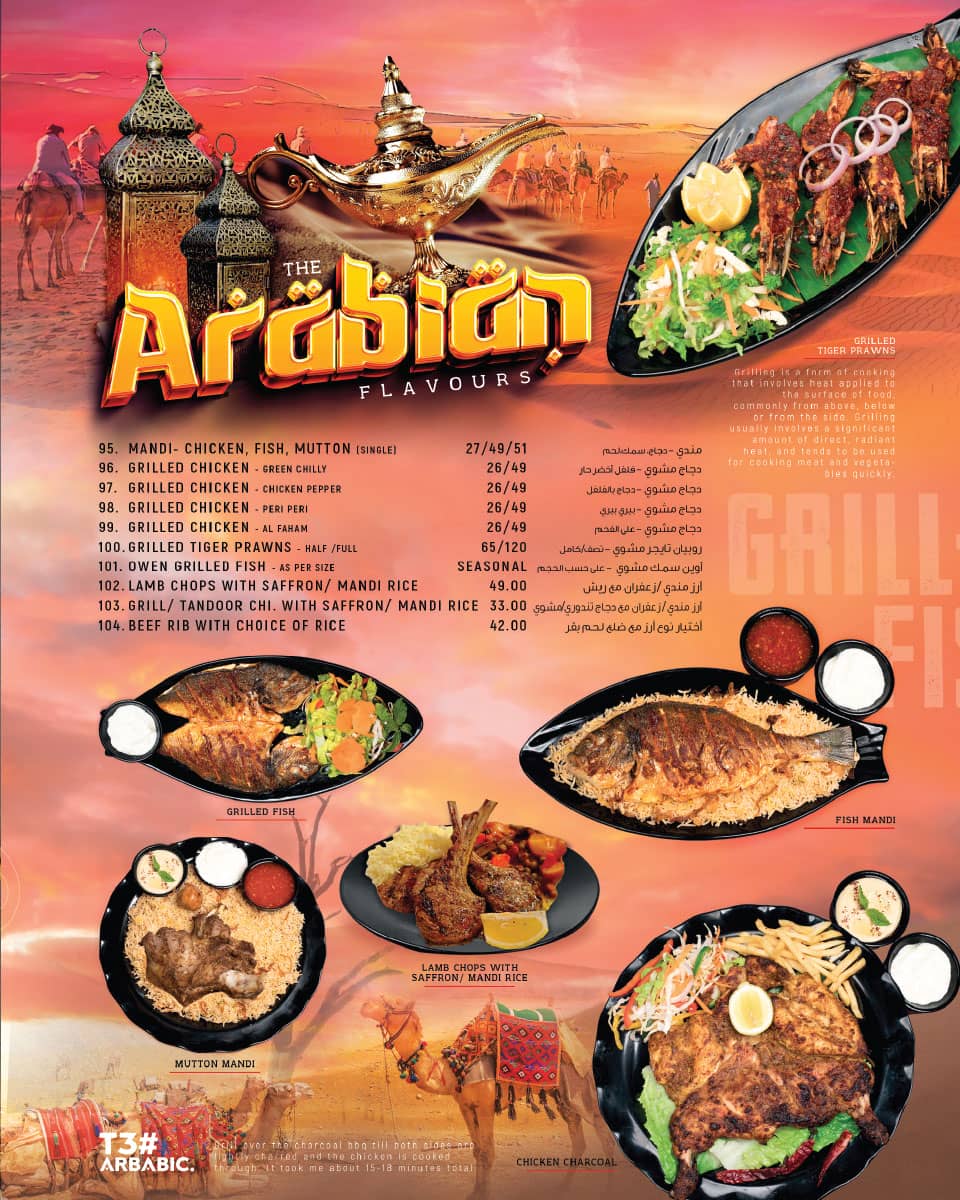 THE
Arabian
FLAVOURS
GRILLED
TIGER PRAWNS
Grilling is a form of cooking
that involves heat applied to
the surface of food,
commonly from above, below
or from the side. Grilling
usually involves a significant
amount of direct, radiant
heat, and tends to be used
for cooking meat and vegeta-
bles quickly.
GRILL
FIS
95. MANDI- CHICKEN, FISH, MUTTON (SINGLE) 27/49/51 مندي - دجاج، سمك، لحم
96. GRILLED CHICKEN - GREEN CHILLY 26/49 دجاج مشوي - فلفل أخضر حار
97. GRILLED CHICKEN - CHICKEN PEPPER 26/49 دجاج مشوي - دجاج بالفلفل
98. GRILLED CHICKEN - PERI PERI 26/49 دجاج مشوي - بيري بيري
99. GRILLED CHICKEN - AL FAHAM 26/49 دجاج مشوي - على الفحم
100. GRILLED TIGER PRAWNS - HALF /FULL 65/120 روبيان تايجر مشوي - نصف/كامل
101. OWEN GRILLED FISH - AS PER SIZE SEASONAL أوين سمك مشوي - على حسب الحجم
102. LAMB CHOPS WITH SAFFRON/ MANDI RICE 49.00 أرز مندي /زعفران مع ريش
103. GRILL/ TANDOOR CHI. WITH SAFFRON/ MANDI RICE 33.00 أرز مندي /زعفران مع دجاج تندوري/مشوي
104. BEEF RIB WITH CHOICE OF RICE 42.00 أختيار نوع أرز مع ضلع لحم بقر
GRILLED FISH
FISH MANDI
LAMB CHOPS WITH
SAFFRON/ MANDI RICE
MUTTON MANDI
CHICKEN CHARCOAL
T3#
ARBABIC.
Grill over the charcoal bbq till both sides are
lightly charred and the chicken is cooked
through. It took me about 15-18 minutes total